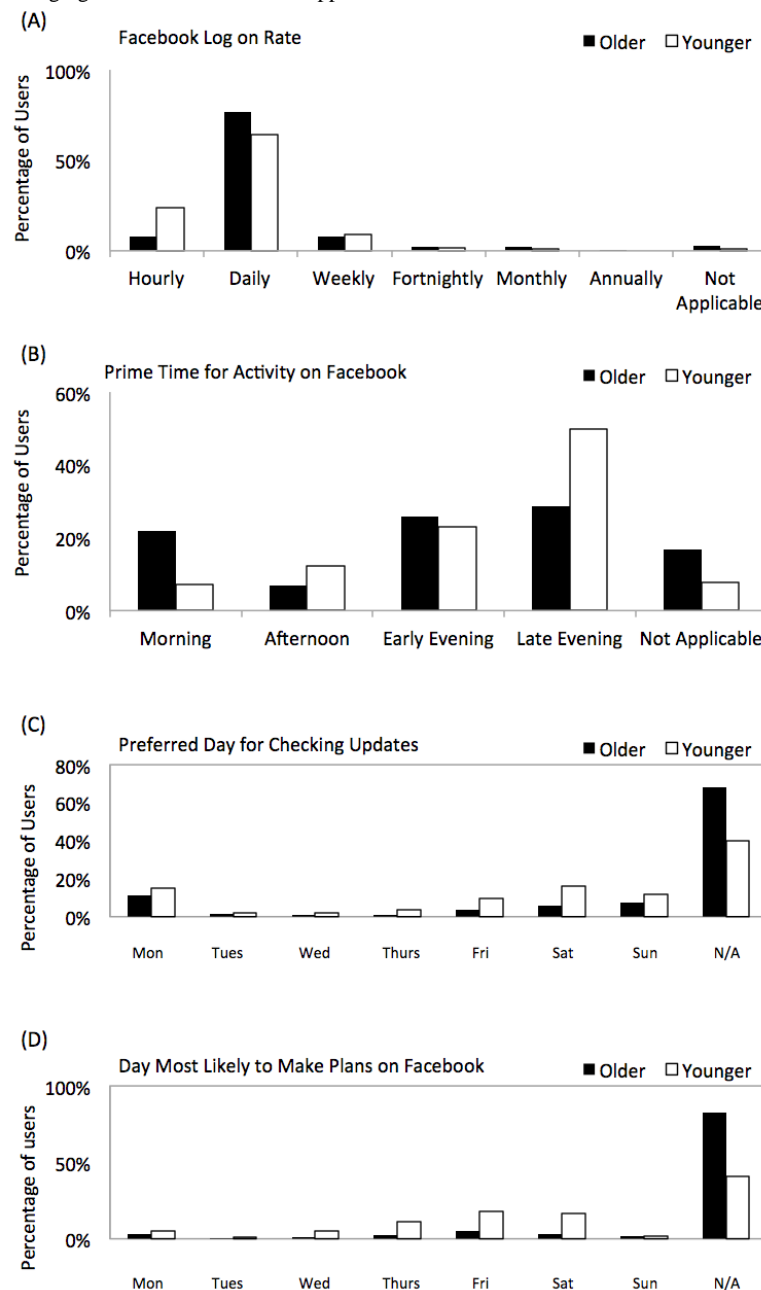 (A)
Facebook Log on Rate
Older Younger
100%
50%
0%
Percentage of Users
Hourly Daily Weekly Fortnightly Monthly Annually Not Applicable
(B)
Prime Time for Activity on Facebook
Older Younger
60%
40%
20%
0%
Percentage of Users
Morning Afternoon Early Evening Late Evening Not Applicable
(C)
Preferred Day for Checking Updates
Older Younger
80%
60%
40%
20%
0%
Percentage of Users
Mon Tues Wed Thurs Fri Sat Sun N/A
(D)
Day Most Likely to Make Plans on Facebook
Older Younger
100%
50%
0%
Percentage of users
Mon Tues Wed Thurs Fri Sat Sun N/A